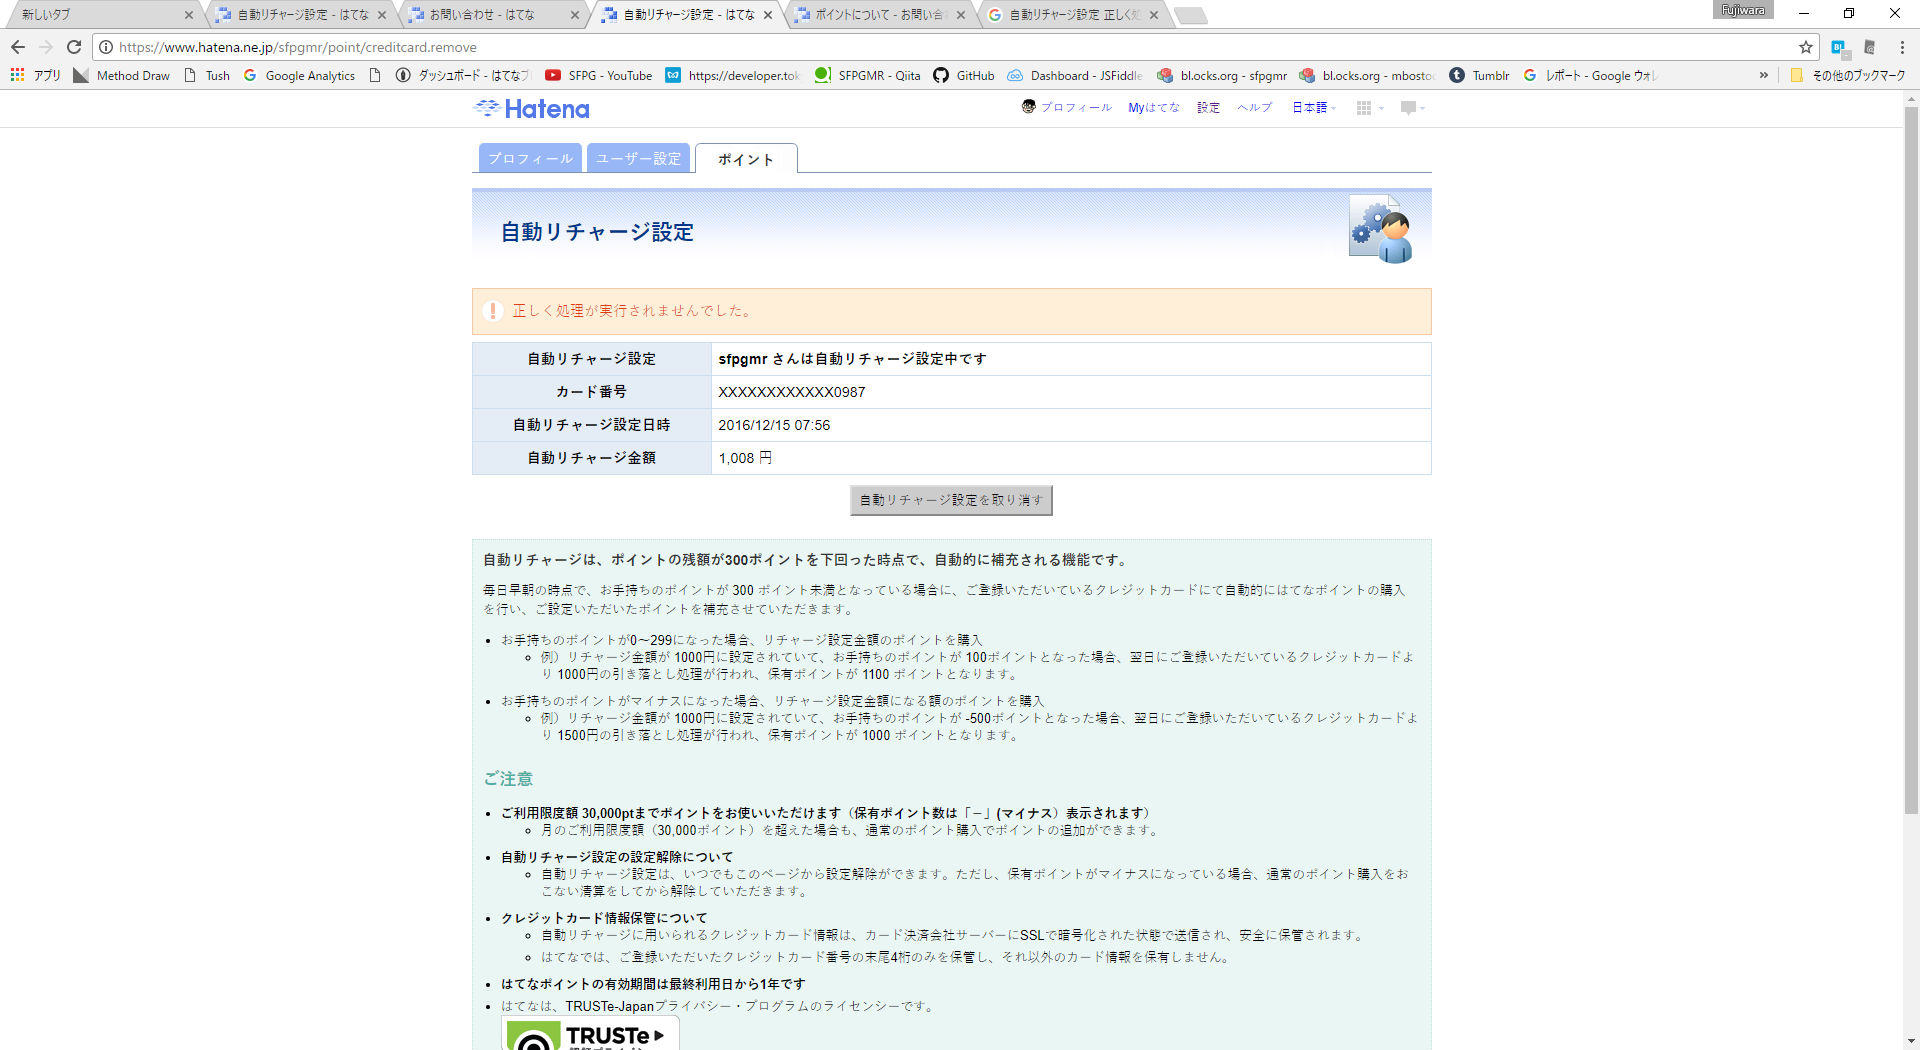 新しいタブ
自動リチャージ設定 - はてな
お問い合わせ - はてな
自動リチャージ設定 - はてな
ポイントについて - お問い合
自動リチャージ設定 正しく処
Fujiwara
https://www.hatena.ne.jp/sfpgmr/point/creditcard.remove
アプリ
Method Draw
Tush
Google Analytics
ダッシュボード - はてなブ
SFPG - YouTube
https://developer.tok
SFPGMR - Qiita
GitHub
Dashboard - JSFiddle
bl.ocks.org - sfpgmr
bl.ocks.org - mbostoc
Tumblr
レポート - Google ウォレ
»
その他のブックマーク
Hatena
プロフィール
Myはてな
設定
ヘルプ
日本語
プロフィール
ユーザー設定
ポイント
自動リチャージ設定
正しく処理が実行されませんでした。
自動リチャージ設定 sfpgmr さんは自動リチャージ設定中です
カード番号 XXXXXXXXXXXX0987
自動リチャージ設定日時 2016/12/15 07:56
自動リチャージ金額 1,008 円
自動リチャージ設定を取り消す
自動リチャージは、ポイントの残額が300ポイントを下回った時点で、自動的に補充される機能です。
毎日早朝の時点で、お手持ちのポイントが 300 ポイント未満となっている場合に、ご登録いただいているクレジットカードにて自動的にはてなポイントの購入
を行い、ご設定いただいたポイントを補充させていただきます。
お手持ちのポイントが0～299になった場合、リチャージ設定金額のポイントを購入
例）リチャージ金額が 1000円に設定されていて、お手持ちのポイントが 100ポイントとなった場合、翌日にご登録いただいているクレジットカードよ
り 1000円の引き落とし処理が行われ、保有ポイントが 1100 ポイントとなります。
お手持ちのポイントがマイナスになった場合、リチャージ設定金額になる額のポイントを購入
例）リチャージ金額が 1000円に設定されていて、お手持ちのポイントが -500ポイントとなった場合、翌日にご登録いただいているクレジットカードよ
り 1500円の引き落とし処理が行われ、保有ポイントが 1000 ポイントとなります。
ご注意
ご利用限度額 30,000ptまでポイントをお使いいただけます（保有ポイント数は「－」(マイナス）表示されます）
月のご利用限度額（30,000ポイント）を超えた場合も、通常のポイント購入でポイントの追加ができます。
自動リチャージ設定の設定解除について
自動リチャージ設定は、いつでもこのページから設定解除ができます。ただし、保有ポイントがマイナスになっている場合、通常のポイント購入をお
こない清算をしてから解除していただきます。
クレジットカード情報保管について
自動リチャージに用いられるクレジットカード情報は、カード決済会社サーバーにSSLで暗号化された状態で送信され、安全に保管されます。
はてなでは、ご登録いただいたクレジットカード番号の末尾4桁のみを保管し、それ以外のカード情報を保有しません。
はてなポイントの有効期間は最終利用日から1年です
はてなは、TRUSTe-Japanプライバシー・プログラムのライセンシーです。
TRUSTe